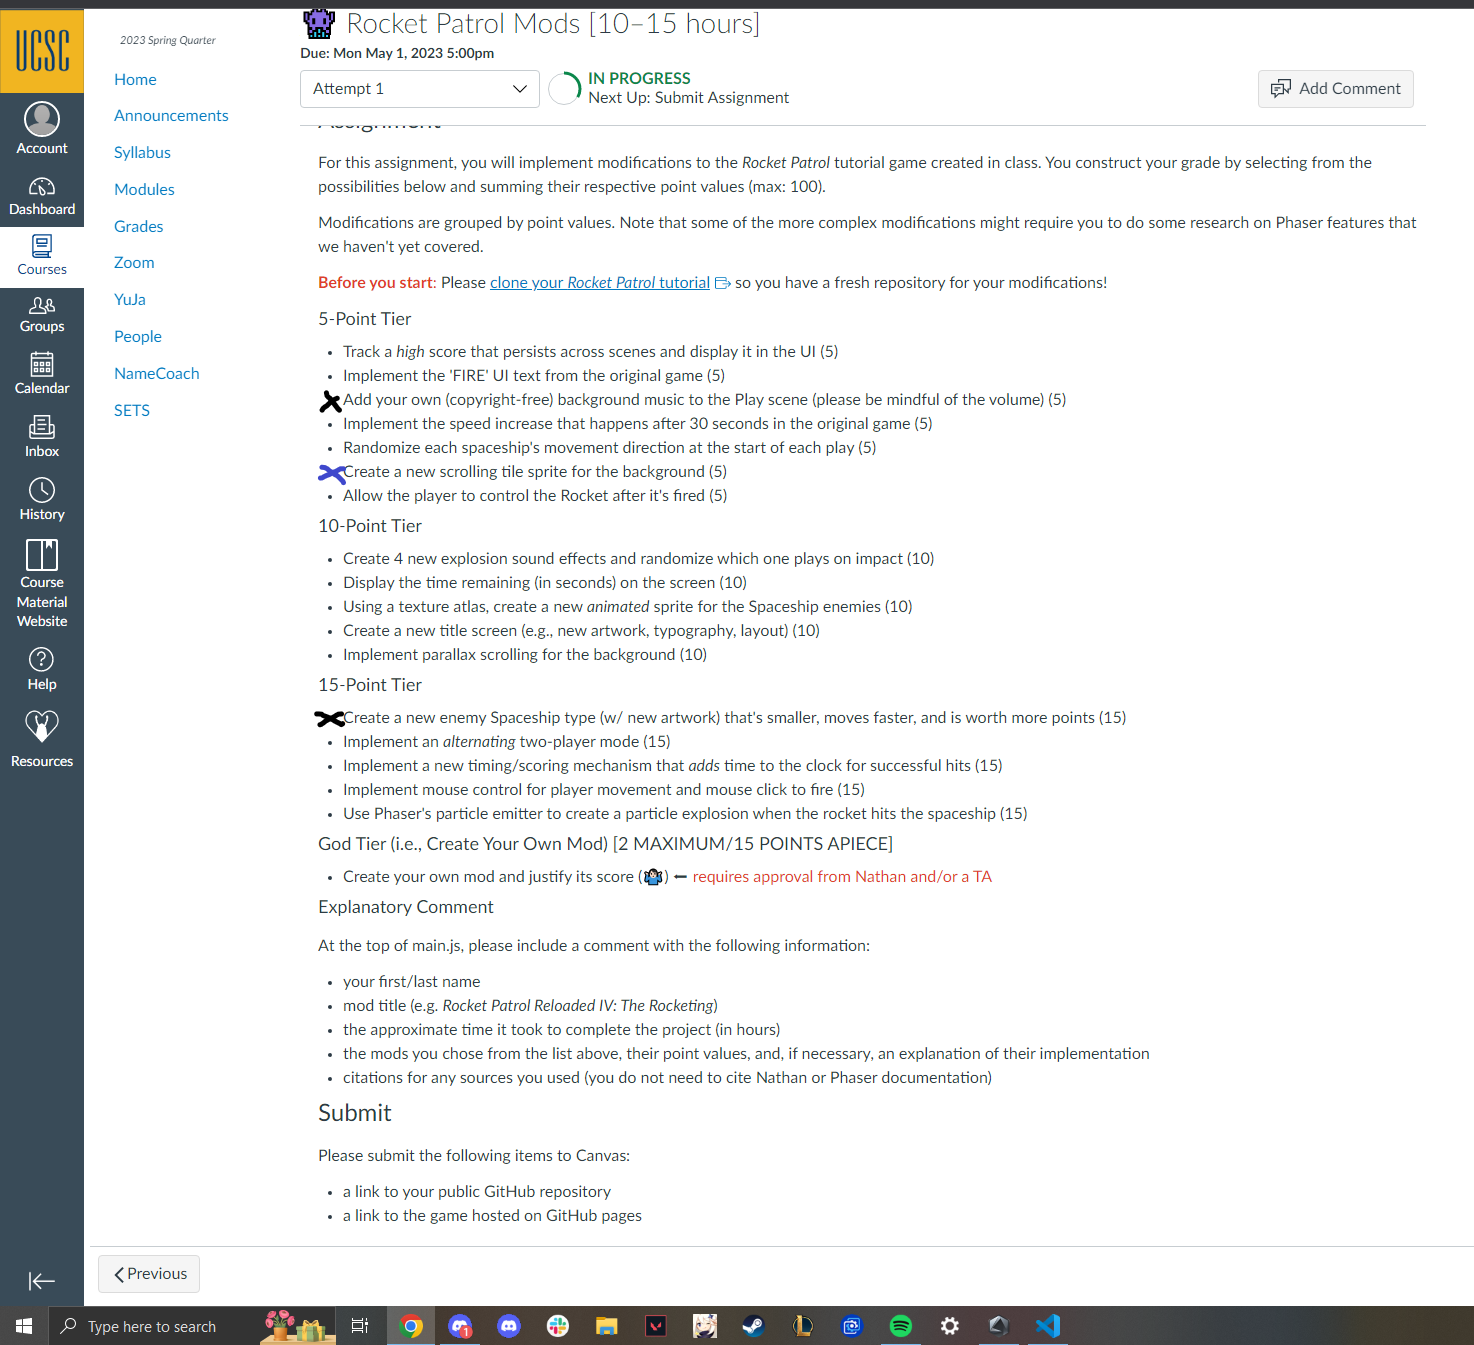 UCSC
Account
Dashboard
Courses
Groups
Calendar
Inbox
History
Course
Material
Website
Help
Resources
2023 Spring Quarter
Home
Announcements
Syllabus
Modules
Grades
Zoom
YuJa
People
NameCoach
SETS
Rocket Patrol Mods [10–15 hours]
Due: Mon May 1, 2023 5:00pm
Attempt 1
IN PROGRESS
Next Up: Submit Assignment
Add Comment
Assignment
For this assignment, you will implement modifications to the Rocket Patrol tutorial game created in class. You construct your grade by selecting from the
possibilities below and summing their respective point values (max: 100).
Modifications are grouped by point values. Note that some of the more complex modifications might require you to do some research on Phaser features that
we haven't yet covered.
Before you start: Please clone your Rocket Patrol tutorial so you have a fresh repository for your modifications!
5-Point Tier
• Track a high score that persists across scenes and display it in the UI (5)
• Implement the 'FIRE' UI text from the original game (5)
Add your own (copyright-free) background music to the Play scene (please be mindful of the volume) (5)
• Implement the speed increase that happens after 30 seconds in the original game (5)
• Randomize each spaceship's movement direction at the start of each play (5)
Create a new scrolling tile sprite for the background (5)
• Allow the player to control the Rocket after it's fired (5)
10-Point Tier
• Create 4 new explosion sound effects and randomize which one plays on impact (10)
• Display the time remaining (in seconds) on the screen (10)
• Using a texture atlas, create a new animated sprite for the Spaceship enemies (10)
• Create a new title screen (e.g., new artwork, typography, layout) (10)
• Implement parallax scrolling for the background (10)
15-Point Tier
Create a new enemy Spaceship type (w/ new artwork) that's smaller, moves faster, and is worth more points (15)
• Implement an alternating two-player mode (15)
• Implement a new timing/scoring mechanism that adds time to the clock for successful hits (15)
• Implement mouse control for player movement and mouse click to fire (15)
• Use Phaser's particle emitter to create a particle explosion when the rocket hits the spaceship (15)
God Tier (i.e., Create Your Own Mod) [2 MAXIMUM/15 POINTS APIECE]
• Create your own mod and justify its score (🤷🏻) ⬅ requires approval from Nathan and/or a TA
Explanatory Comment
At the top of main.js, please include a comment with the following information:
• your first/last name
• mod title (e.g. Rocket Patrol Reloaded IV: The Rocketing)
• the approximate time it took to complete the project (in hours)
• the mods you chose from the list above, their point values, and, if necessary, an explanation of their implementation
• citations for any sources you used (you do not need to cite Nathan or Phaser documentation)
Submit
Please submit the following items to Canvas:
• a link to your public GitHub repository
• a link to the game hosted on GitHub pages
Previous
Type here to search
1